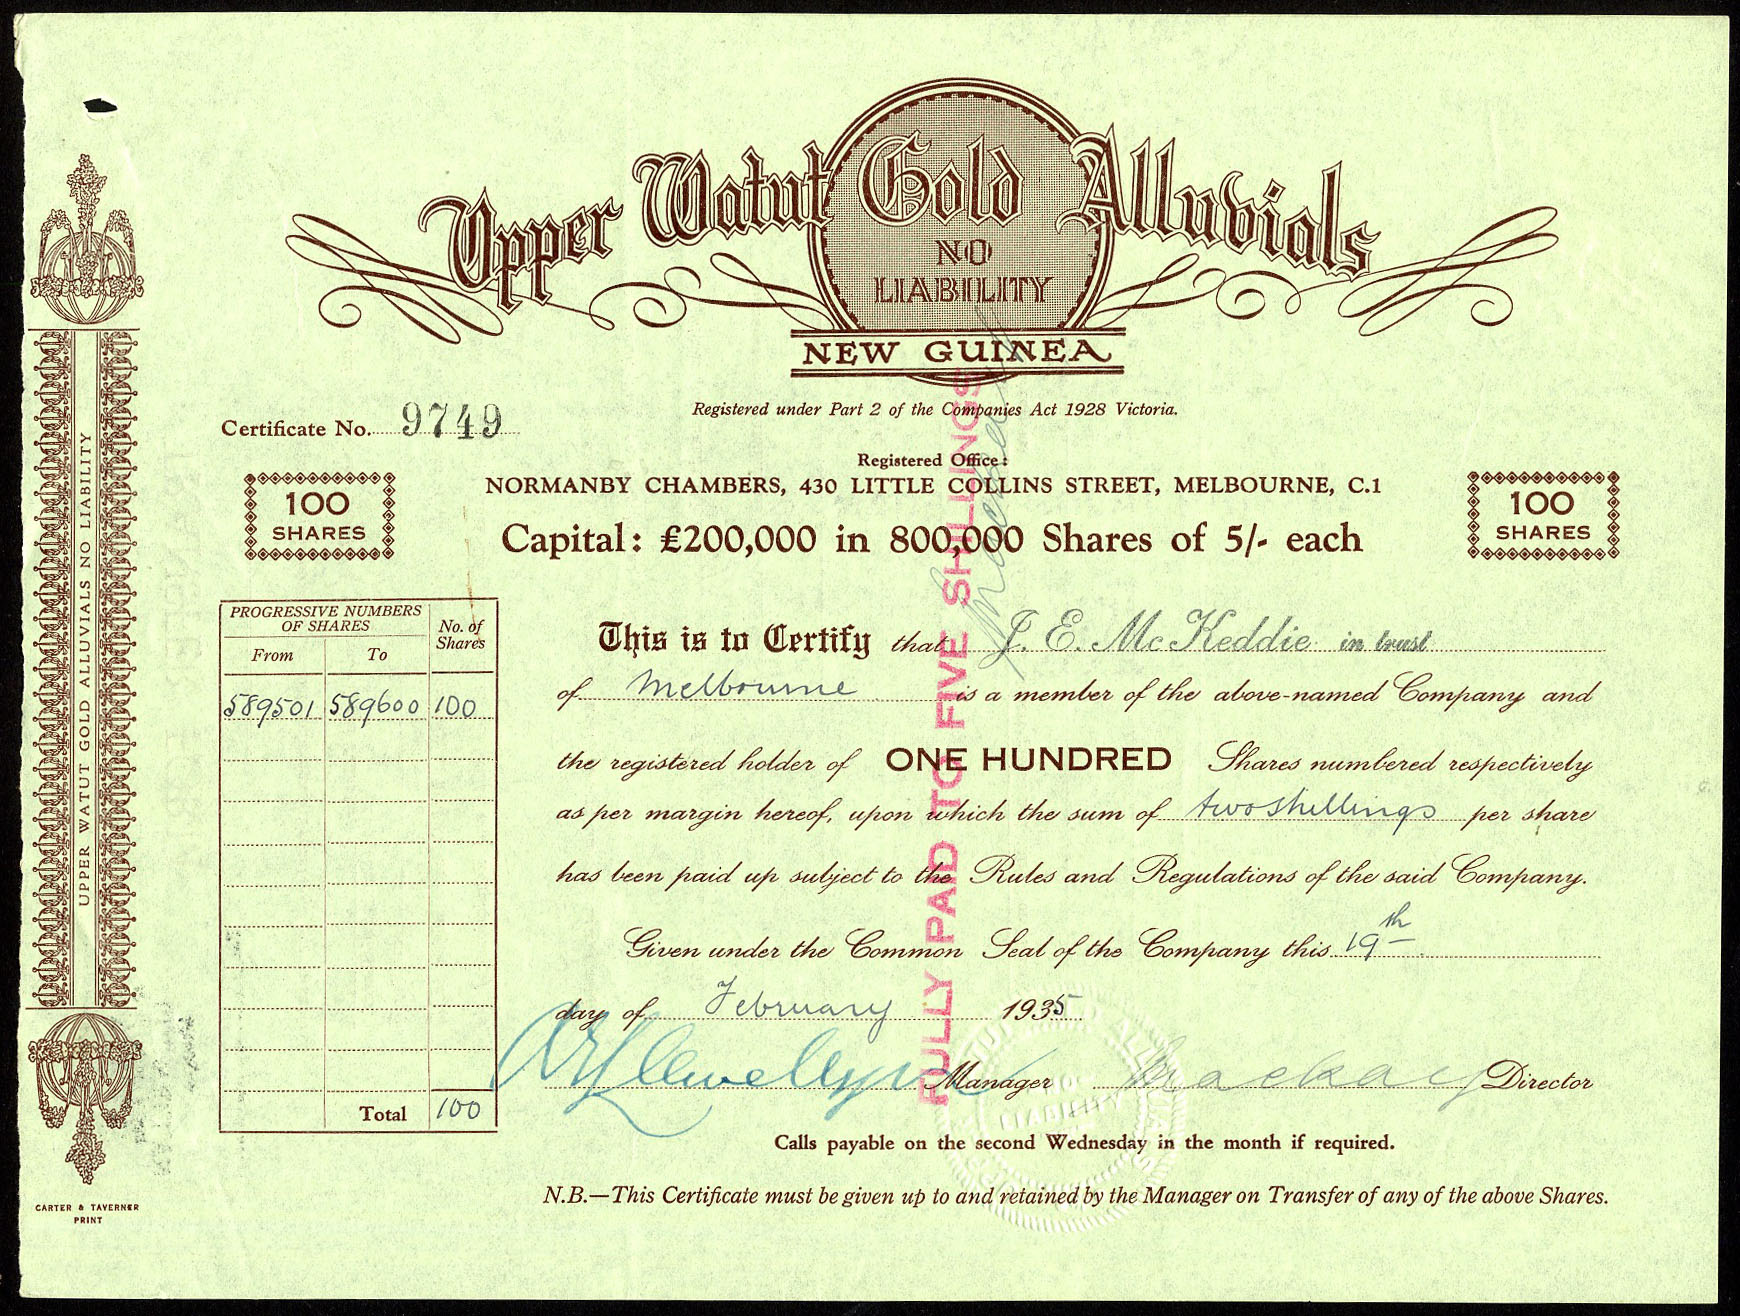 Upper Watut Gold Alluvials
NO
LIABILITY
NEW GUINEA
Registered under Part 2 of the Companies Act 1928 Victoria.
Certificate No. 9749
Registered Office:
NORMANBY CHAMBERS, 430 LITTLE COLLINS STREET, MELBOURNE, C.1
100
SHARES
100
SHARES
Capital: £200,000 in 800,000 Shares of 5/- each
PROGRESSIVE NUMBERS
OF SHARES
No. of
Shares
From To
589501 589600 100
Total 100
This is to Certify that J. E. McKeddie in trust
of Melbourne is a member of the above-named Company and
the registered holder of ONE HUNDRED Shares numbered respectively
as per margin hereof, upon which the sum of two shillings per share
has been paid up subject to the Rules and Regulations of the said Company.
Given under the Common Seal of the Company this 19th
day of February 1935
Llewellyn Manager Mackay Director
Calls payable on the second Wednesday in the month if required.
N.B.—This Certificate must be given up to and retained by the Manager on Transfer of any of the above Shares.
FULLY PAID TO FIVE SHILLINGS
UPPER WATUT GOLD ALLUVIALS NO LIABILITY
CARTER & TAVERNER
PRINT
LIABILITY